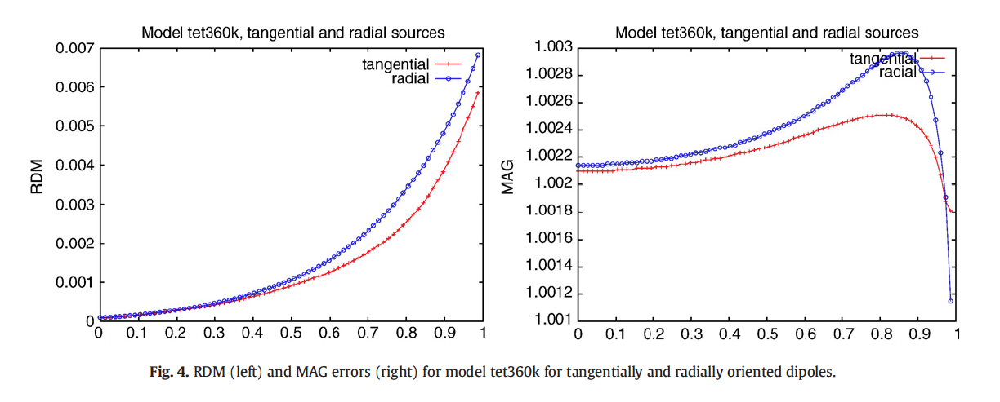 Model tet360k, tangential and radial sources
0.007
0.006
0.005
0.004
0.003
0.002
0.001
0
RDM
tangential
radial
0 0.1 0.2 0.3 0.4 0.5 0.6 0.7 0.8 0.9 1
Model tet360k, tangential and radial sources
1.003
1.0028
1.0026
1.0024
1.0022
1.002
1.0018
1.0016
1.0014
1.0012
1.001
MAG
tangential
radial
0 0.1 0.2 0.3 0.4 0.5 0.6 0.7 0.8 0.9 1
Fig. 4. RDM (left) and MAG errors (right) for model tet360k for tangentially and radially oriented dipoles.